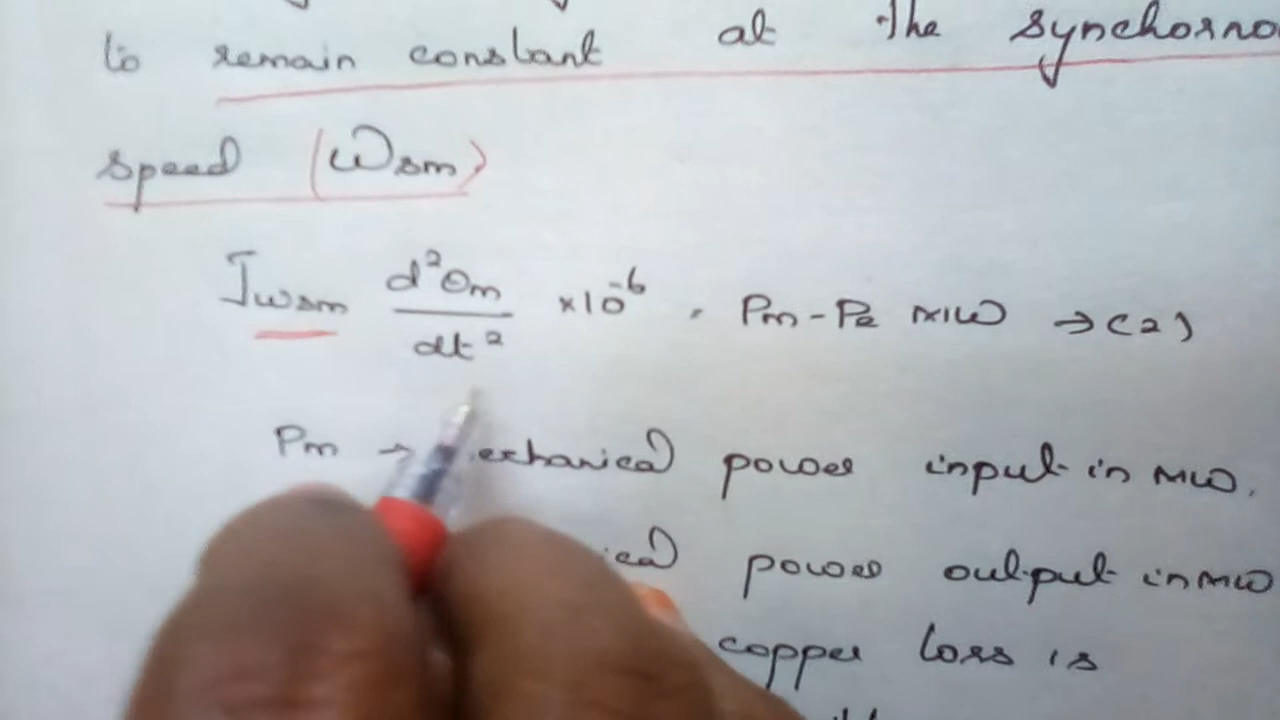 to remain constant at the synchorno
speed (ωsm)
Jωsm d²θm/dt² ×10⁻⁶ = Pm - Pe MW → (2)
Pm → Mechanical power input in MW.
ical power output in MW
copper loss is